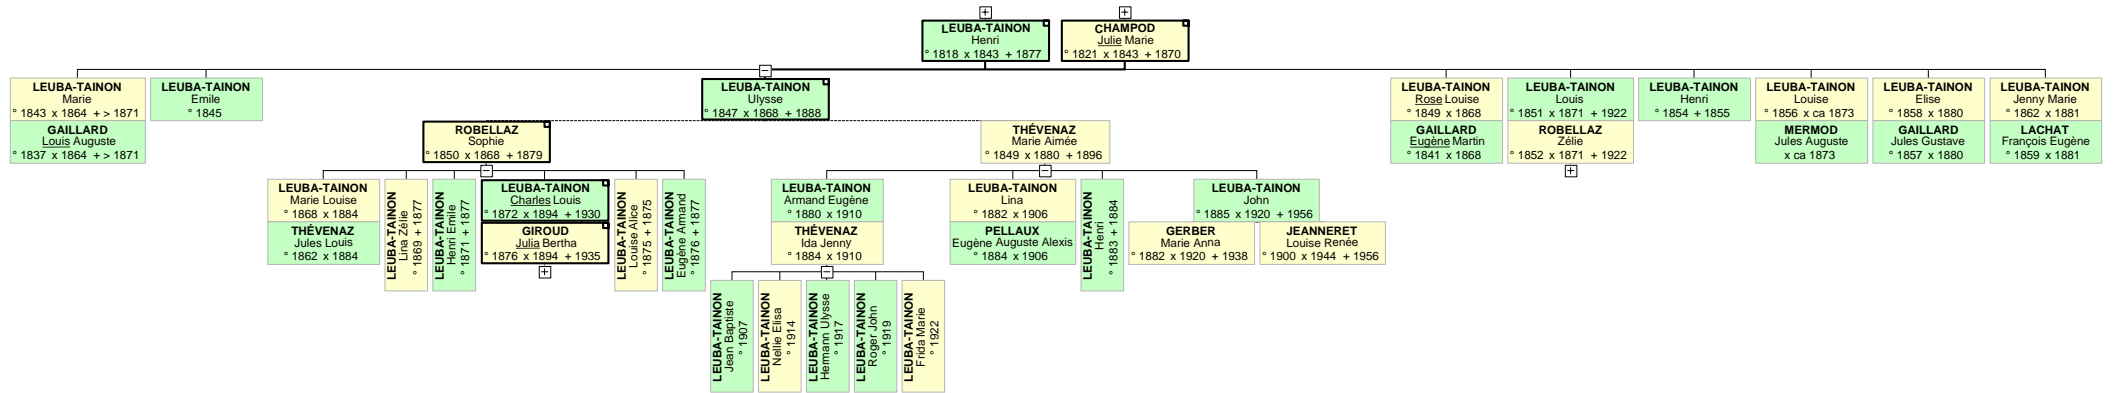 LEUBA-TAINON
Henri
° 1818 x 1843 + 1877
CHAMPOD
Julie Marie
° 1821 x 1843 + 1870
LEUBA-TAINON
Marie
° 1843 x 1864 + > 1871
GAILLARD
Louis Auguste
° 1837 x 1864 + > 1871
LEUBA-TAINON
Emile
° 1845
LEUBA-TAINON
Ulysse
° 1847 x 1868 + 1888
LEUBA-TAINON
Rose Louise
° 1849 x 1868
GAILLARD
Eugène Martin
° 1841 x 1868
LEUBA-TAINON
Louis
° 1851 x 1871 + 1922
ROBELLAZ
Zélie
° 1852 x 1871 + 1922
LEUBA-TAINON
Henri
° 1854 + 1855
LEUBA-TAINON
Louise
° 1856 x ca 1873
MERMOD
Jules Auguste
x ca 1873
LEUBA-TAINON
Elise
° 1858 x 1880
GAILLARD
Jules Gustave
° 1857 x 1880
LEUBA-TAINON
Jenny Marie
° 1862 x 1881
LACHAT
François Eugène
° 1859 x 1881
ROBELLAZ
Sophie
° 1850 x 1868 + 1879
THÉVENAZ
Marie Aimée
° 1849 x 1880 + 1896
LEUBA-TAINON
Marie Louise
° 1868 x 1884
THÉVENAZ
Jules Louis
° 1862 x 1884
LEUBA-TAINON
Lina Zélie
° 1869 + 1877
LEUBA-TAINON
Henri Emile
° 1871 + 1877
LEUBA-TAINON
Charles Louis
° 1872 x 1894 + 1930
GIROUD
Julia Bertha
° 1876 x 1894 + 1935
LEUBA-TAINON
Louise Alice
° 1875 + 1875
LEUBA-TAINON
Eugène Armand
° 1876 + 1877
LEUBA-TAINON
Armand Eugène
° 1880 x 1910
THÉVENAZ
Ida Jenny
° 1884 x 1910
LEUBA-TAINON
Lina
° 1882 x 1906
PELLAUX
Eugène Auguste Alexis
° 1884 x 1906
LEUBA-TAINON
Henri
° 1883 + 1884
LEUBA-TAINON
John
° 1885 x 1920 + 1956
GERBER
Marie Anna
° 1882 x 1920 + 1938
JEANNERET
Louise Renée
° 1900 x 1944 + 1956
LEUBA-TAINON
Jean Baptiste
° 1907
LEUBA-TAINON
Nellie Elisa
° 1914
LEUBA-TAINON
Hermann Ulysse
° 1917
LEUBA-TAINON
Roger John
° 1919
LEUBA-TAINON
Frida Marie
° 1922